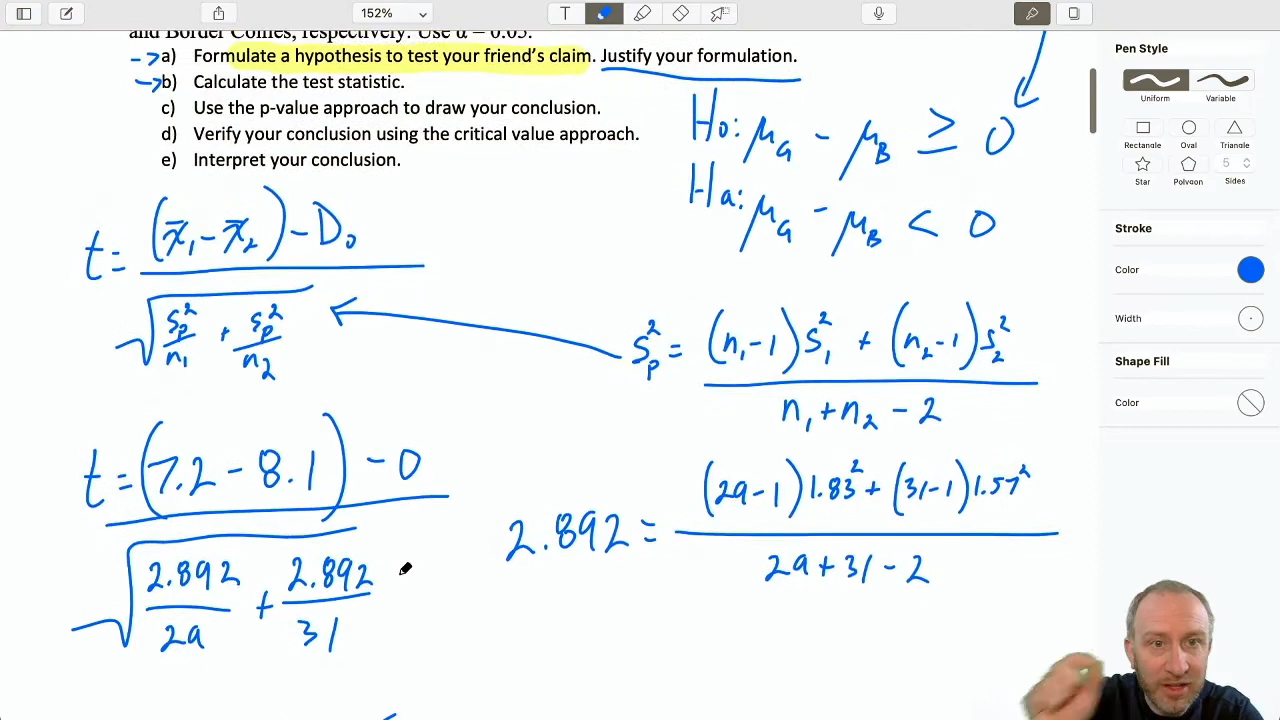 152%
T
and Border Collies, respectively. Use α = 0.05.
a) Formulate a hypothesis to test your friend's claim. Justify your formulation.
b) Calculate the test statistic.
c) Use the p-value approach to draw your conclusion.
d) Verify your conclusion using the critical value approach.
e) Interpret your conclusion.
Ho: μ_G - μ_B ≥ 0
Ha: μ_G - μ_B < 0
t = ((x̄₁ - x̄₂) - D₀) / √(sp²/n₁ + sp²/n₂)
sp² = ((n₁-1)s₁² + (n₂-1)s₂²) / (n₁+n₂-2)
t = ((7.2 - 8.1) - 0) / √(2.892/29 + 2.892/31)
2.892 = ((29-1)1.83² + (31-1)1.57²) / (29+31-2)
Pen Style
Uniform Variable
Rectangle Oval Triangle
Star Polygon 5 Sides
Stroke
Color
Width
Shape Fill
Color